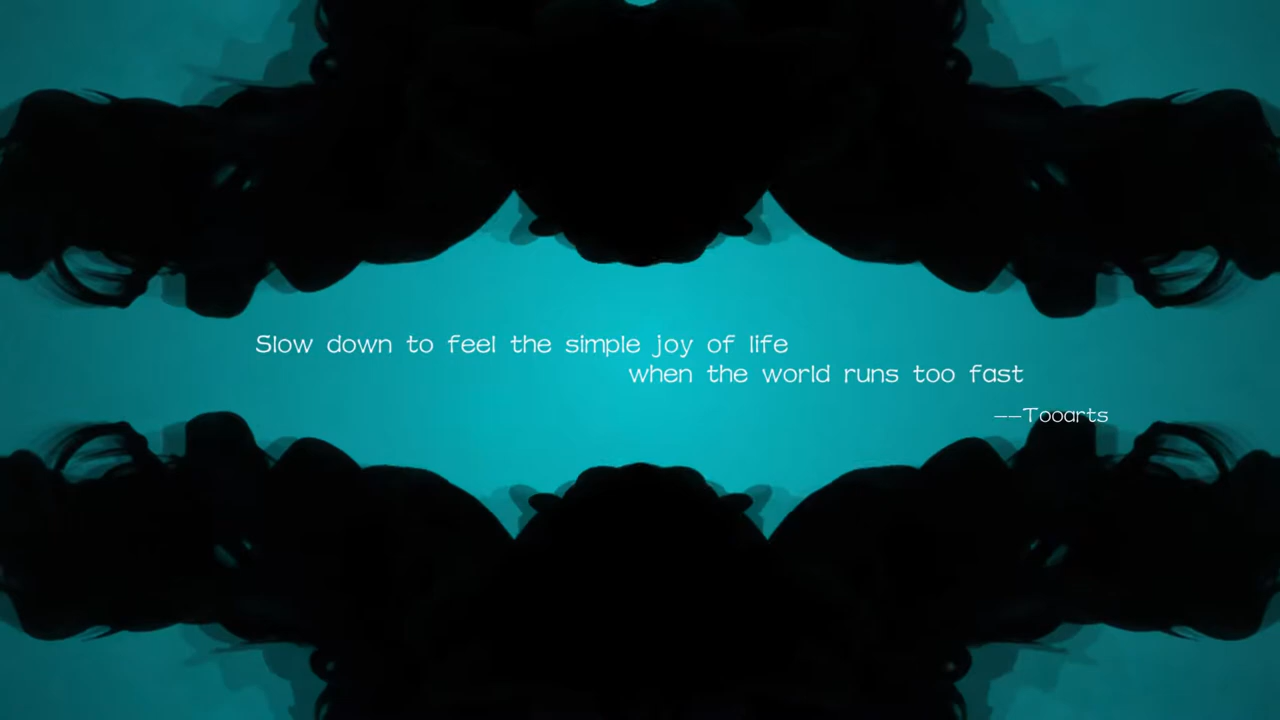 Slow down to feel the simple joy of life
when the world runs too fast
——Tooarts